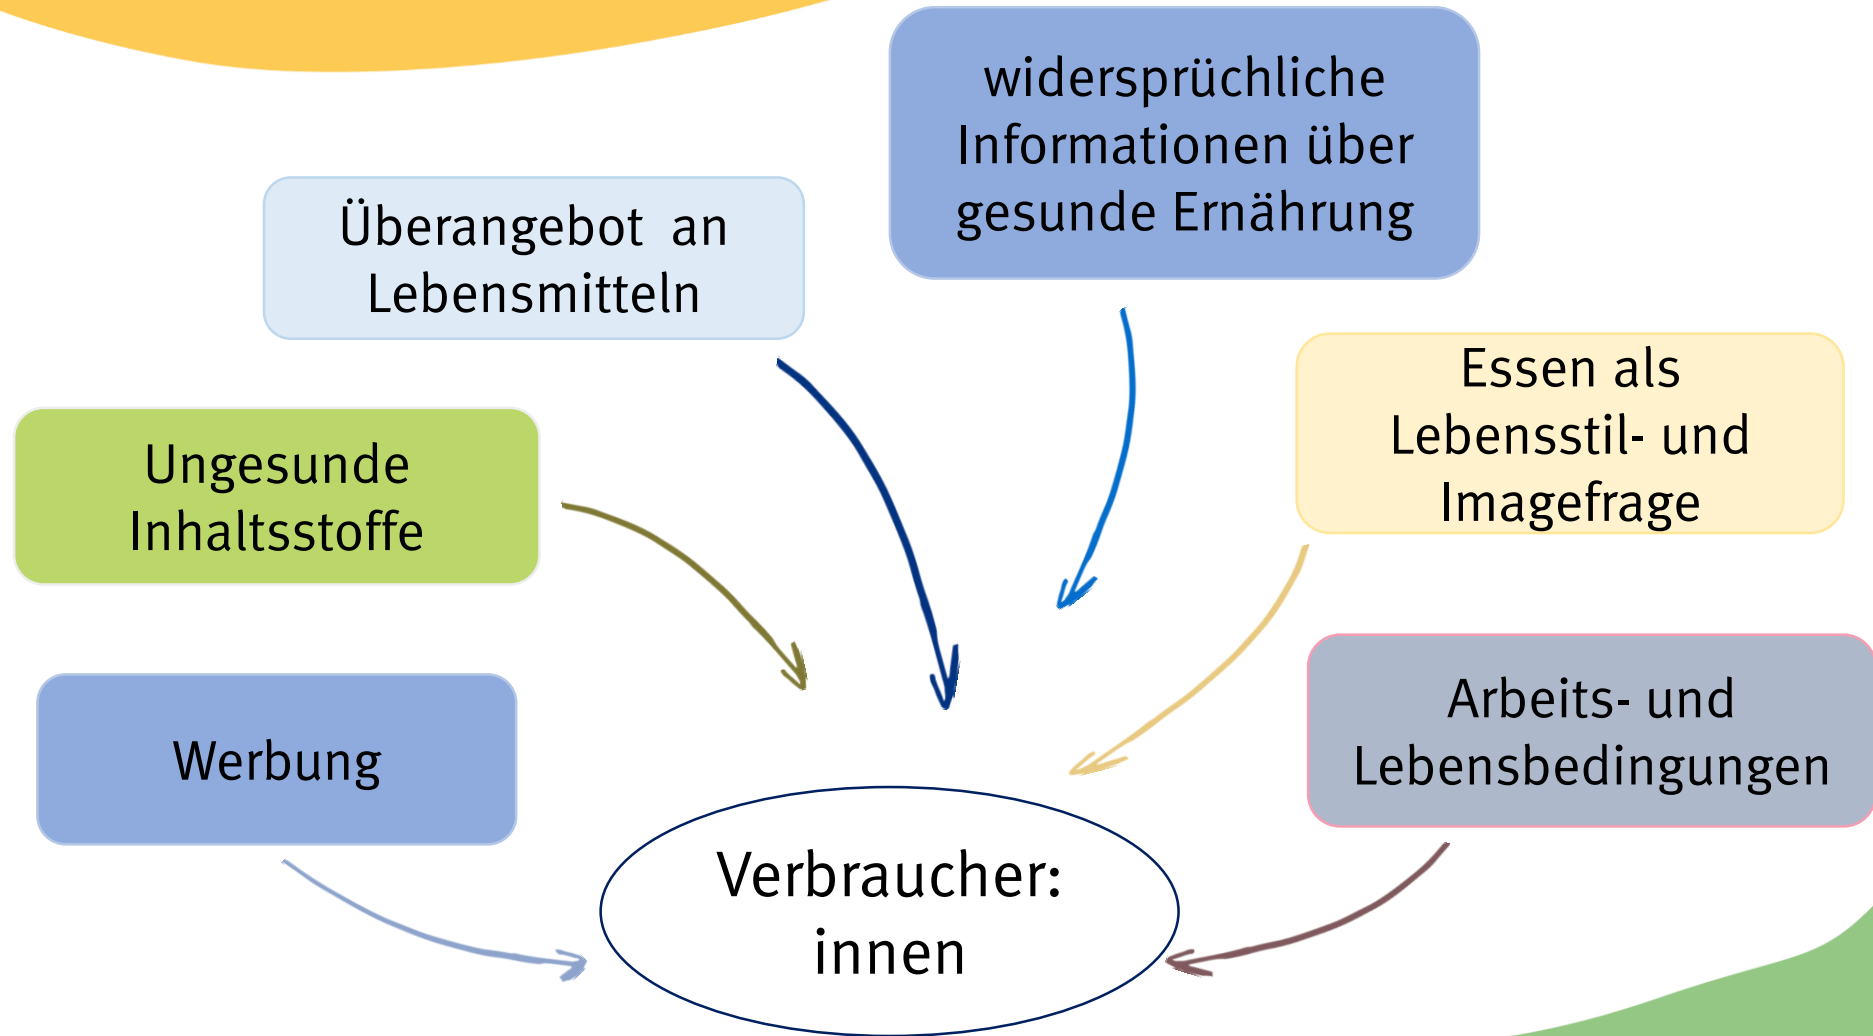 widersprüchliche
Informationen über
gesunde Ernährung
Überangebot an
Lebensmitteln
Essen als
Lebensstil- und
Imagefrage
Ungesunde
Inhaltsstoffe
Arbeits- und
Lebensbedingungen
Werbung
Verbraucher:
innen